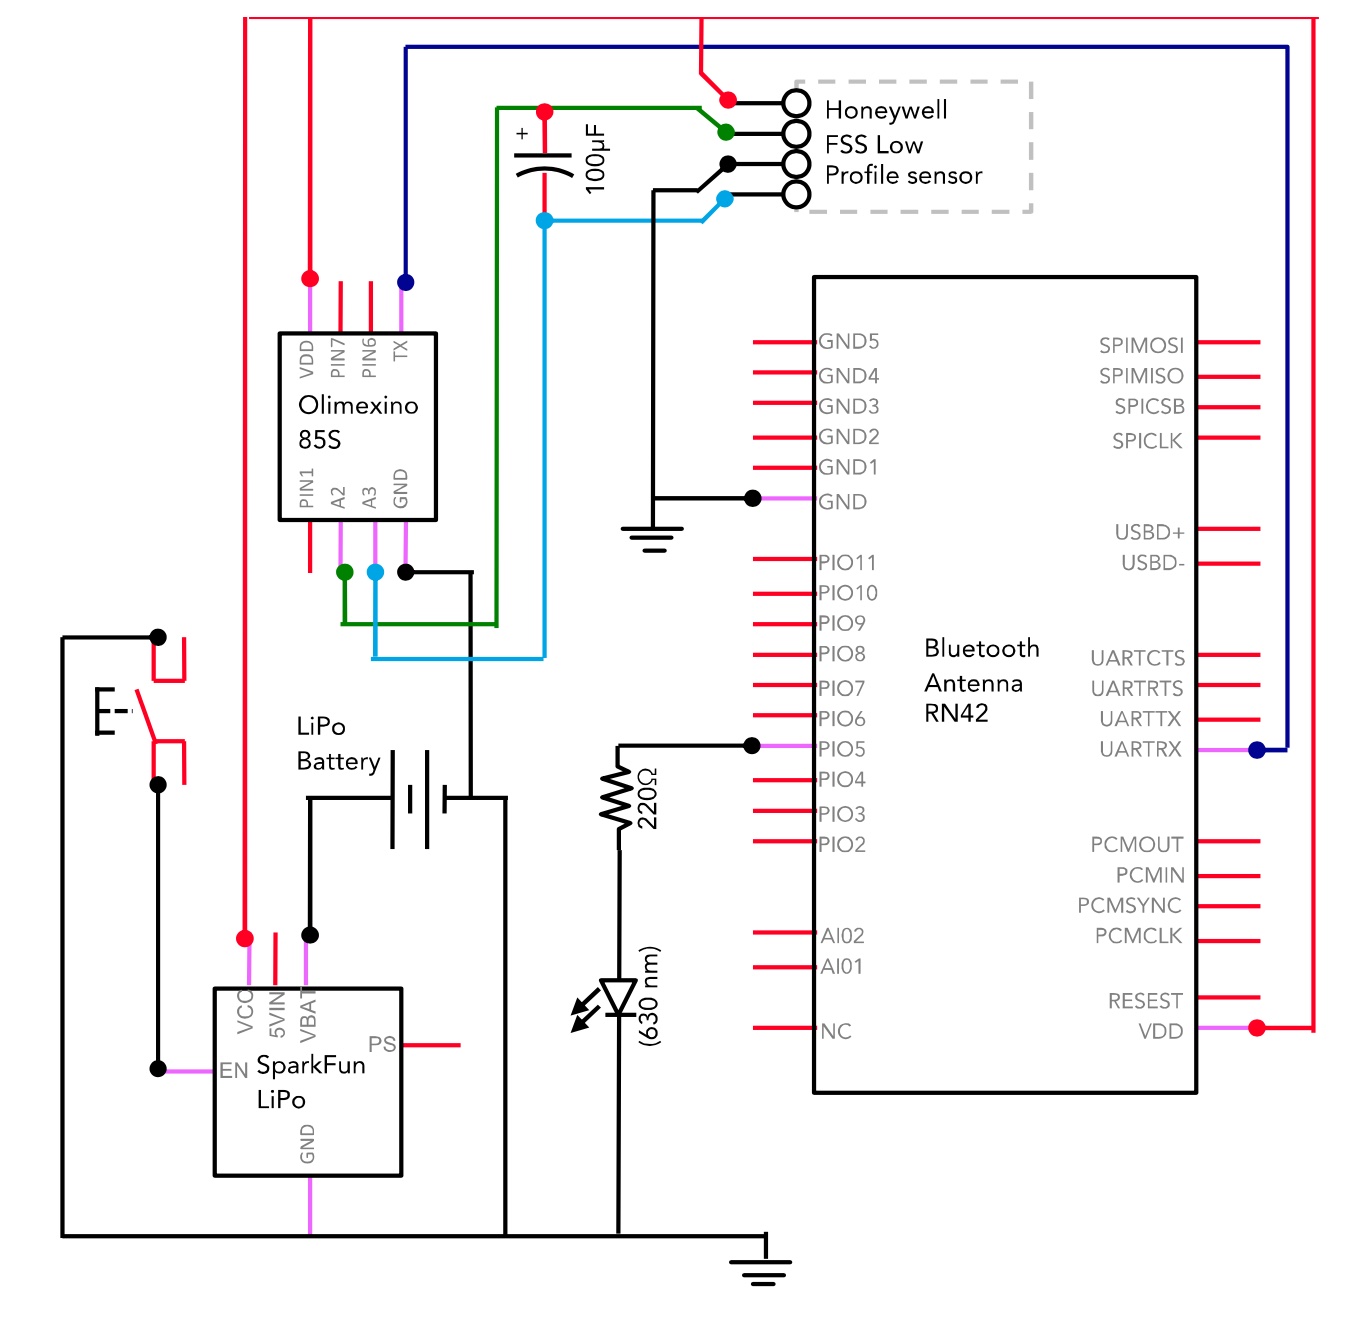 Honeywell
FSS Low
Profile sensor
+
100µF
VDD
PIN7
PIN6
TX
Olimexino
85S
PIN1
A2
A3
GND
GND5
GND4
GND3
GND2
GND1
GND
PIO11
PIO10
PIO9
PIO8
PIO7
PIO6
PIO5
PIO4
PIO3
PIO2
AI02
AI01
NC
Bluetooth
Antenna
RN42
SPIMOSI
SPIMISO
SPICSB
SPICLK
USBD+
USBD-
UARTCTS
UARTRTS
UARTTX
UARTRX
PCMOUT
PCMIN
PCMSYNC
PCMCLK
RESEST
VDD
LiPo
Battery
220Ω
(630 nm)
VCC
5VIN
VBAT
PS
EN
SparkFun
LiPo
GND